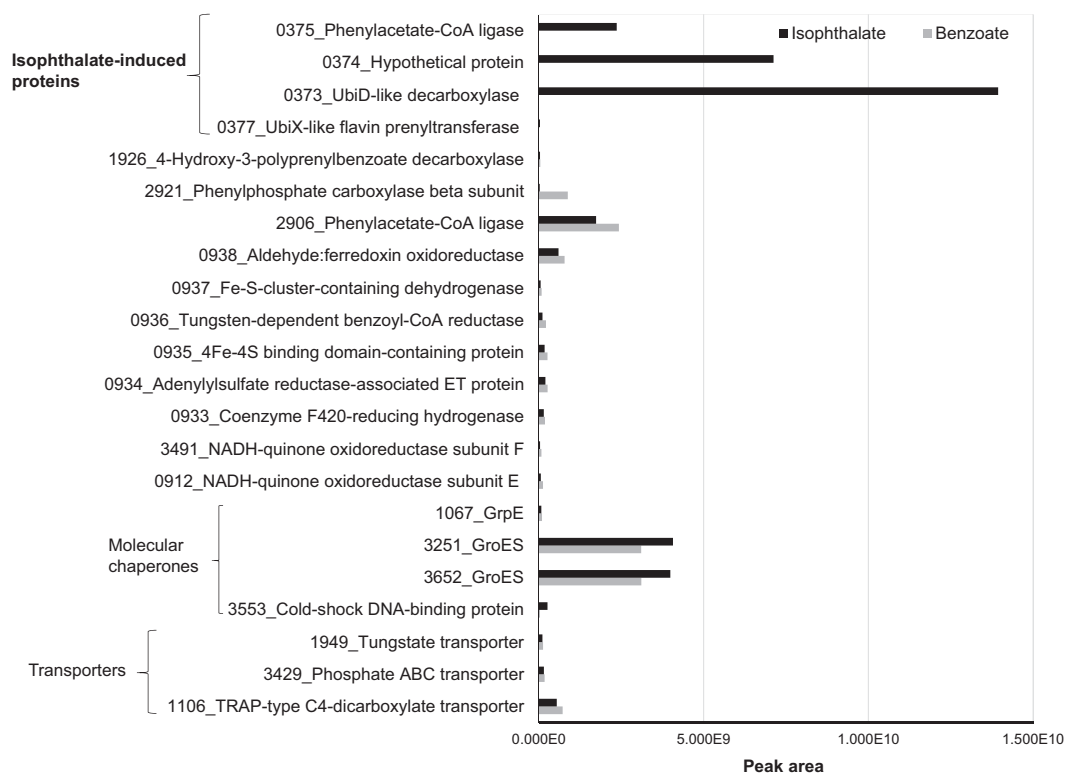 Isophthalate
Benzoate
Isophthalate-induced
proteins
0375_Phenylacetate-CoA ligase
0374_Hypothetical protein
0373_UbiD-like decarboxylase
0377_UbiX-like flavin prenyltransferase
1926_4-Hydroxy-3-polyprenylbenzoate decarboxylase
2921_Phenylphosphate carboxylase beta subunit
2906_Phenylacetate-CoA ligase
0938_Aldehyde:ferredoxin oxidoreductase
0937_Fe-S-cluster-containing dehydrogenase
0936_Tungsten-dependent benzoyl-CoA reductase
0935_4Fe-4S binding domain-containing protein
0934_Adenylylsulfate reductase-associated ET protein
0933_Coenzyme F420-reducing hydrogenase
3491_NADH-quinone oxidoreductase subunit F
0912_NADH-quinone oxidoreductase subunit E
Molecular
chaperones
1067_GrpE
3251_GroES
3652_GroES
3553_Cold-shock DNA-binding protein
Transporters
1949_Tungstate transporter
3429_Phosphate ABC transporter
1106_TRAP-type C4-dicarboxylate transporter
0.000E0 5.000E9 1.000E10 1.500E10
Peak area